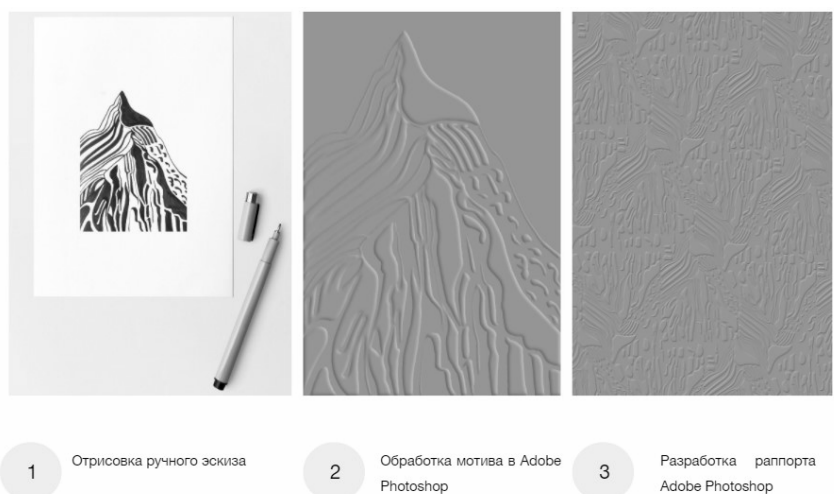 1
Отрисовка ручного эскиза
2
Обработка мотива в Adobe
Photoshop
3
Разработка раппорта
Adobe Photoshop